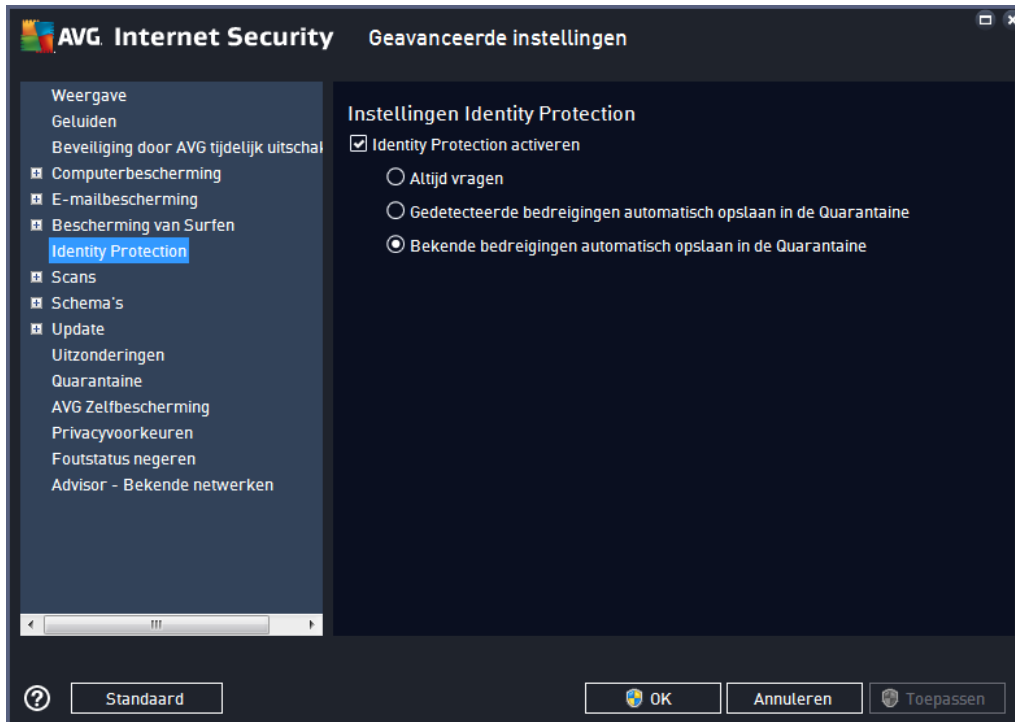 AVG. Internet Security Geavanceerde instellingen
Weergave
Geluiden
Beveiliging door AVG tijdelijk uitschak
Computerbescherming
E-mailbescherming
Bescherming van Surfen
Identity Protection
Scans
Schema's
Update
Uitzonderingen
Quarantaine
AVG Zelfbescherming
Privacyvoorkeuren
Foutstatus negeren
Advisor - Bekende netwerken
Instellingen Identity Protection
Identity Protection activeren
Altijd vragen
Gedetecteerde bedreigingen automatisch opslaan in de Quarantaine
Bekende bedreigingen automatisch opslaan in de Quarantaine
? Standaard OK Annuleren Toepassen